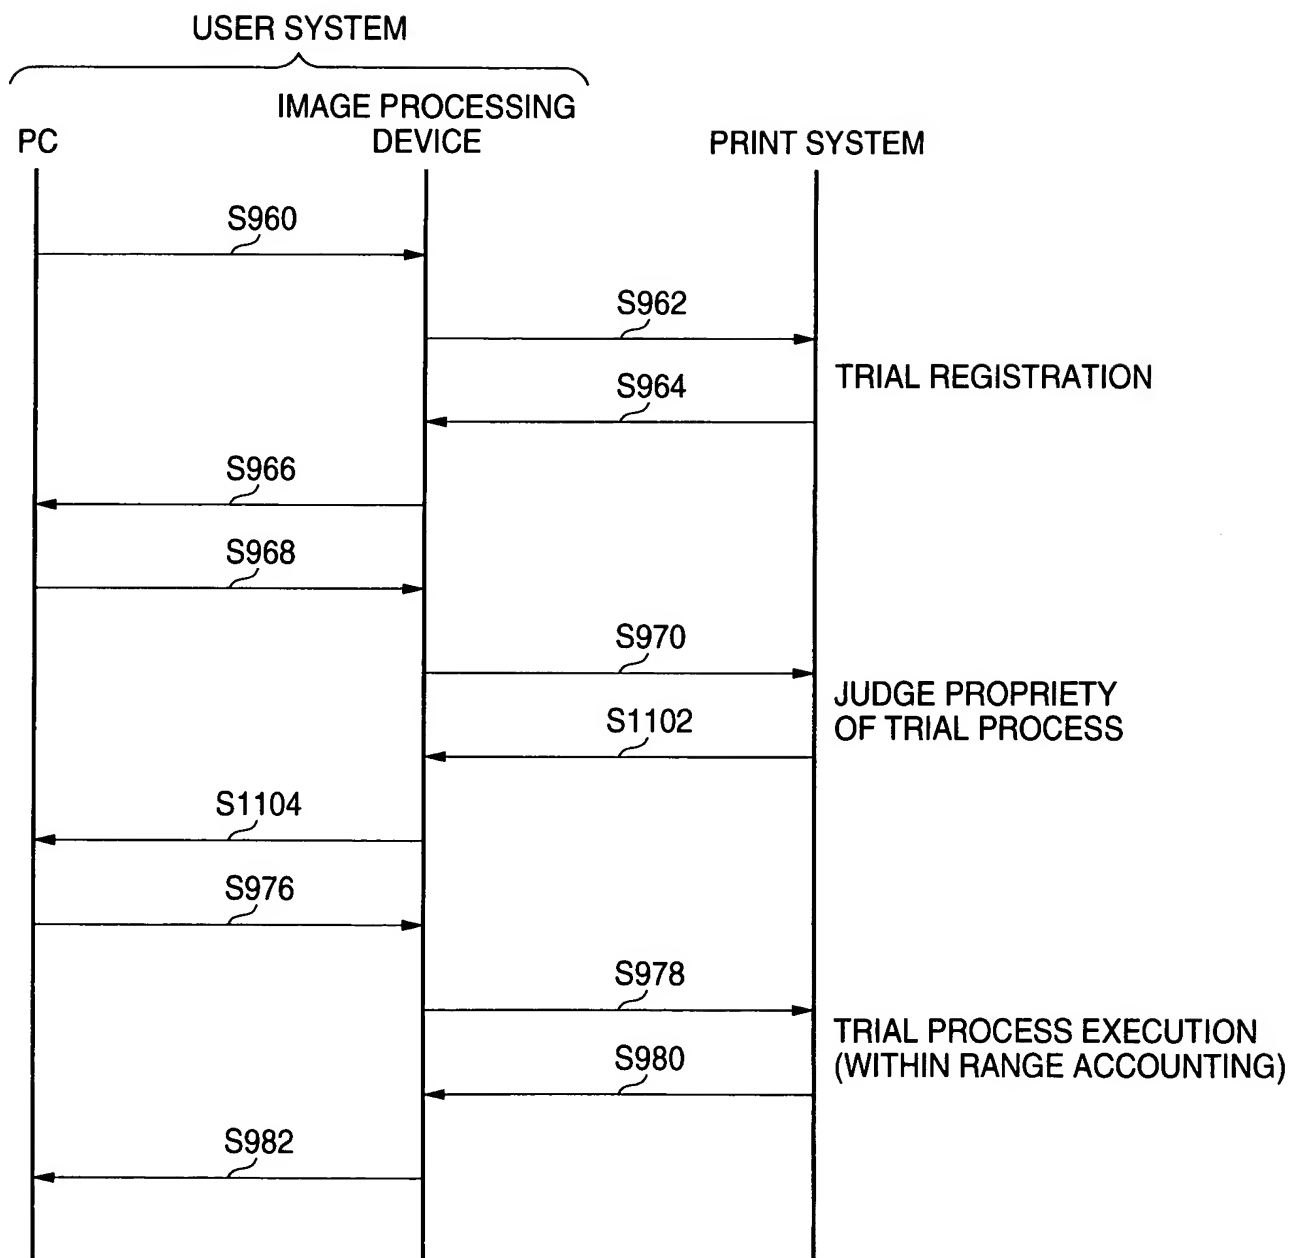 USER SYSTEM
IMAGE PROCESSING
PC
DEVICE
PRINT SYSTEM
S960
S962
TRIAL REGISTRATION
S964
S966
S968
S970
JUDGE PROPRIETY
OF TRIAL PROCESS
S1102
S1104
S976
S978
TRIAL PROCESS EXECUTION
(WITHIN RANGE ACCOUNTING)
S980
S982